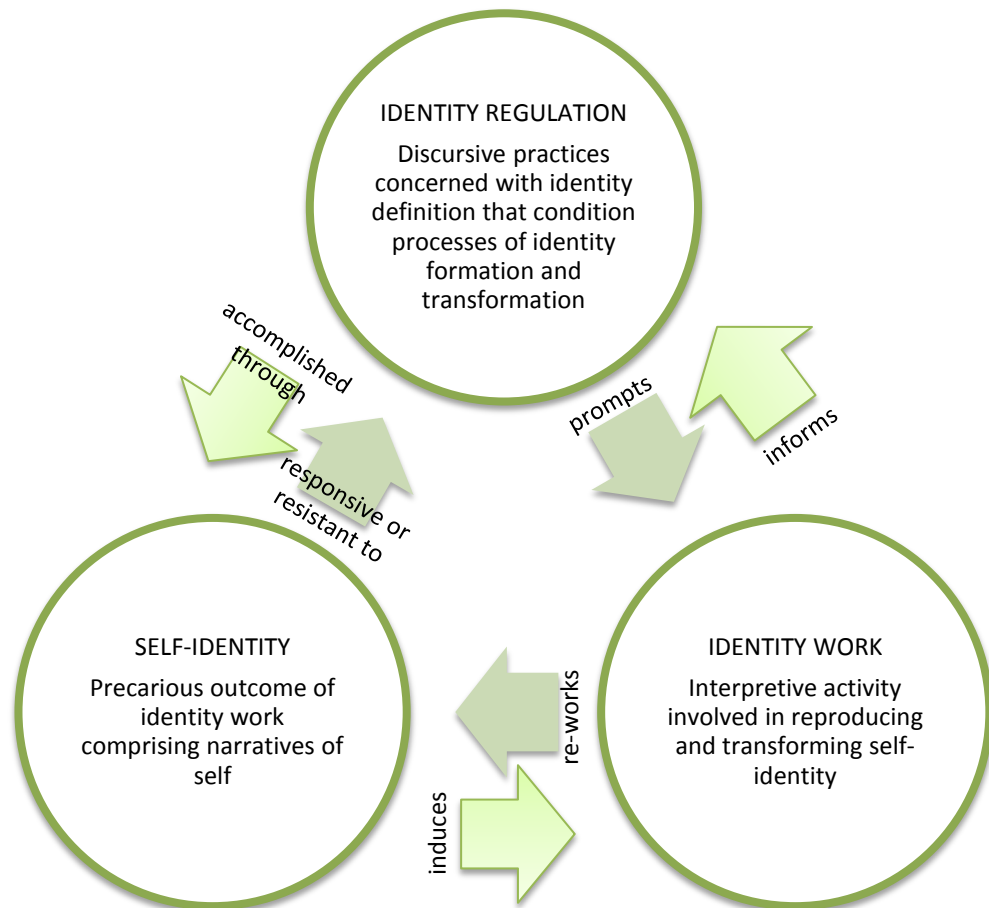 IDENTITY REGULATION
Discursive practices
concerned with identity
definition that condition
processes of identity
formation and
transformation
accomplished
through
responsive or
resistant to
prompts
informs
SELF-IDENTITY
Precarious outcome of
identity work
comprising narratives of
self
re-works
induces
IDENTITY WORK
Interpretive activity
involved in reproducing
and transforming self-
identity